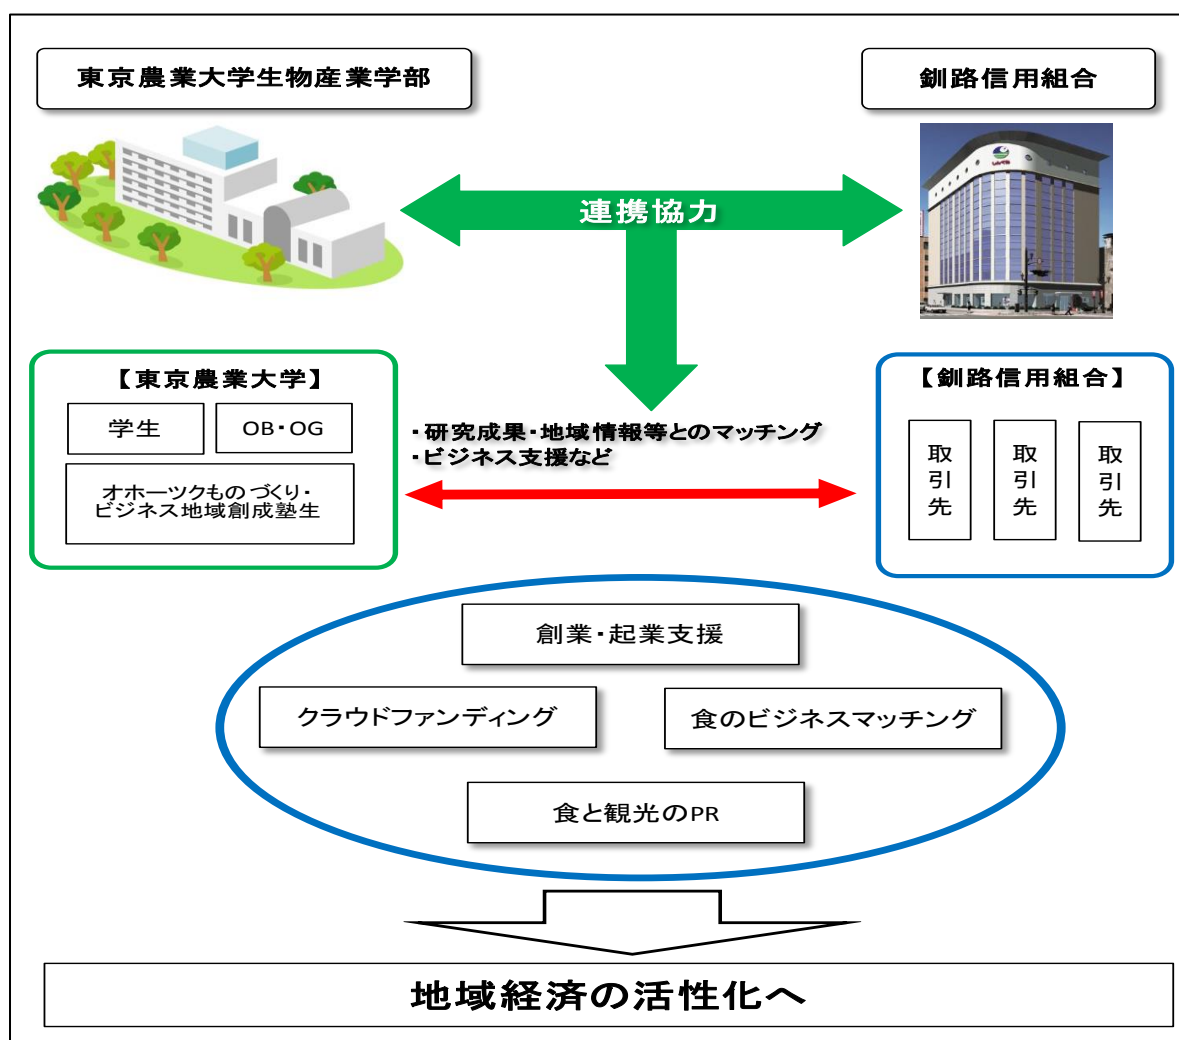 東京農業大学生物産業学部
釧路信用組合
連携協力
【東京農業大学】
学生
OB・OG
オホーツクものづくり・
ビジネス地域創成塾生
・研究成果・地域情報等とのマッチング
・ビジネス支援など
【釧路信用組合】
取引先
取引先
取引先
創業・起業支援
クラウドファンディング
食のビジネスマッチング
食と観光のPR
地域経済の活性化へ